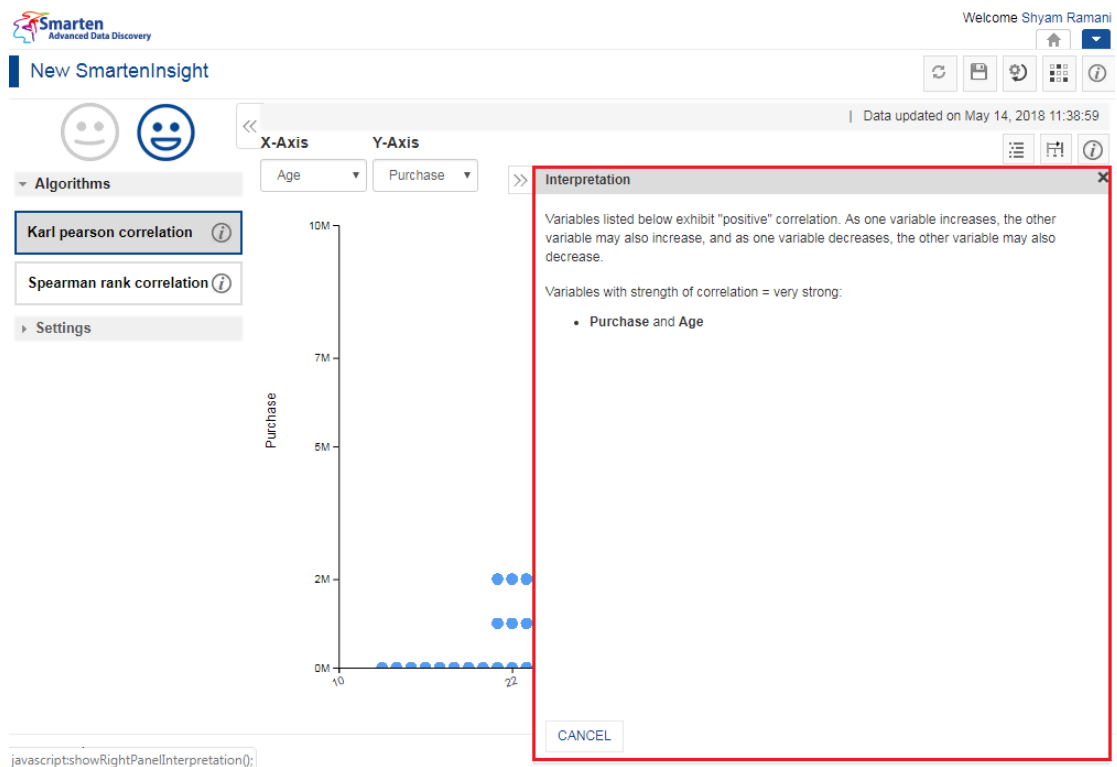 Smarten
Advanced Data Discovery
Welcome Shyam Ramani
New SmartenInsight
| Data updated on May 14, 2018 11:38:59
X-Axis
Y-Axis
Age
Purchase
Algorithms
Karl pearson correlation
Spearman rank correlation
Settings
10M
7M
5M
2M
0M
Purchase
10
22
Interpretation
Variables listed below exhibit "positive" correlation. As one variable increases, the other
variable may also increase, and as one variable decreases, the other variable may also
decrease.
Variables with strength of correlation = very strong:
• Purchase and Age
CANCEL
javascript:showRightPanelInterpretation();